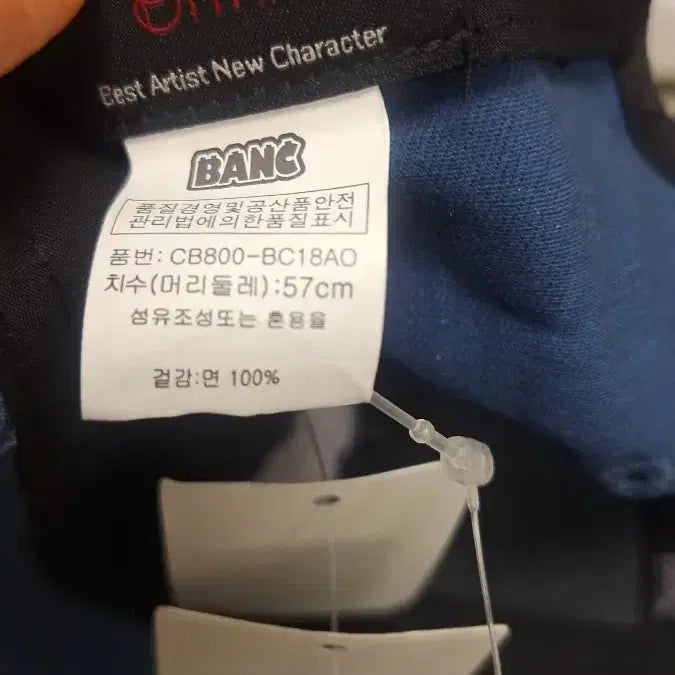 Best Artist New Character
BANC
품질경영및공산품안전
관리법에의한품질표시
품번: CB800-BC18AO
치수(머리둘레):57cm
섬유조성또는 혼용율
겉감:면 100%